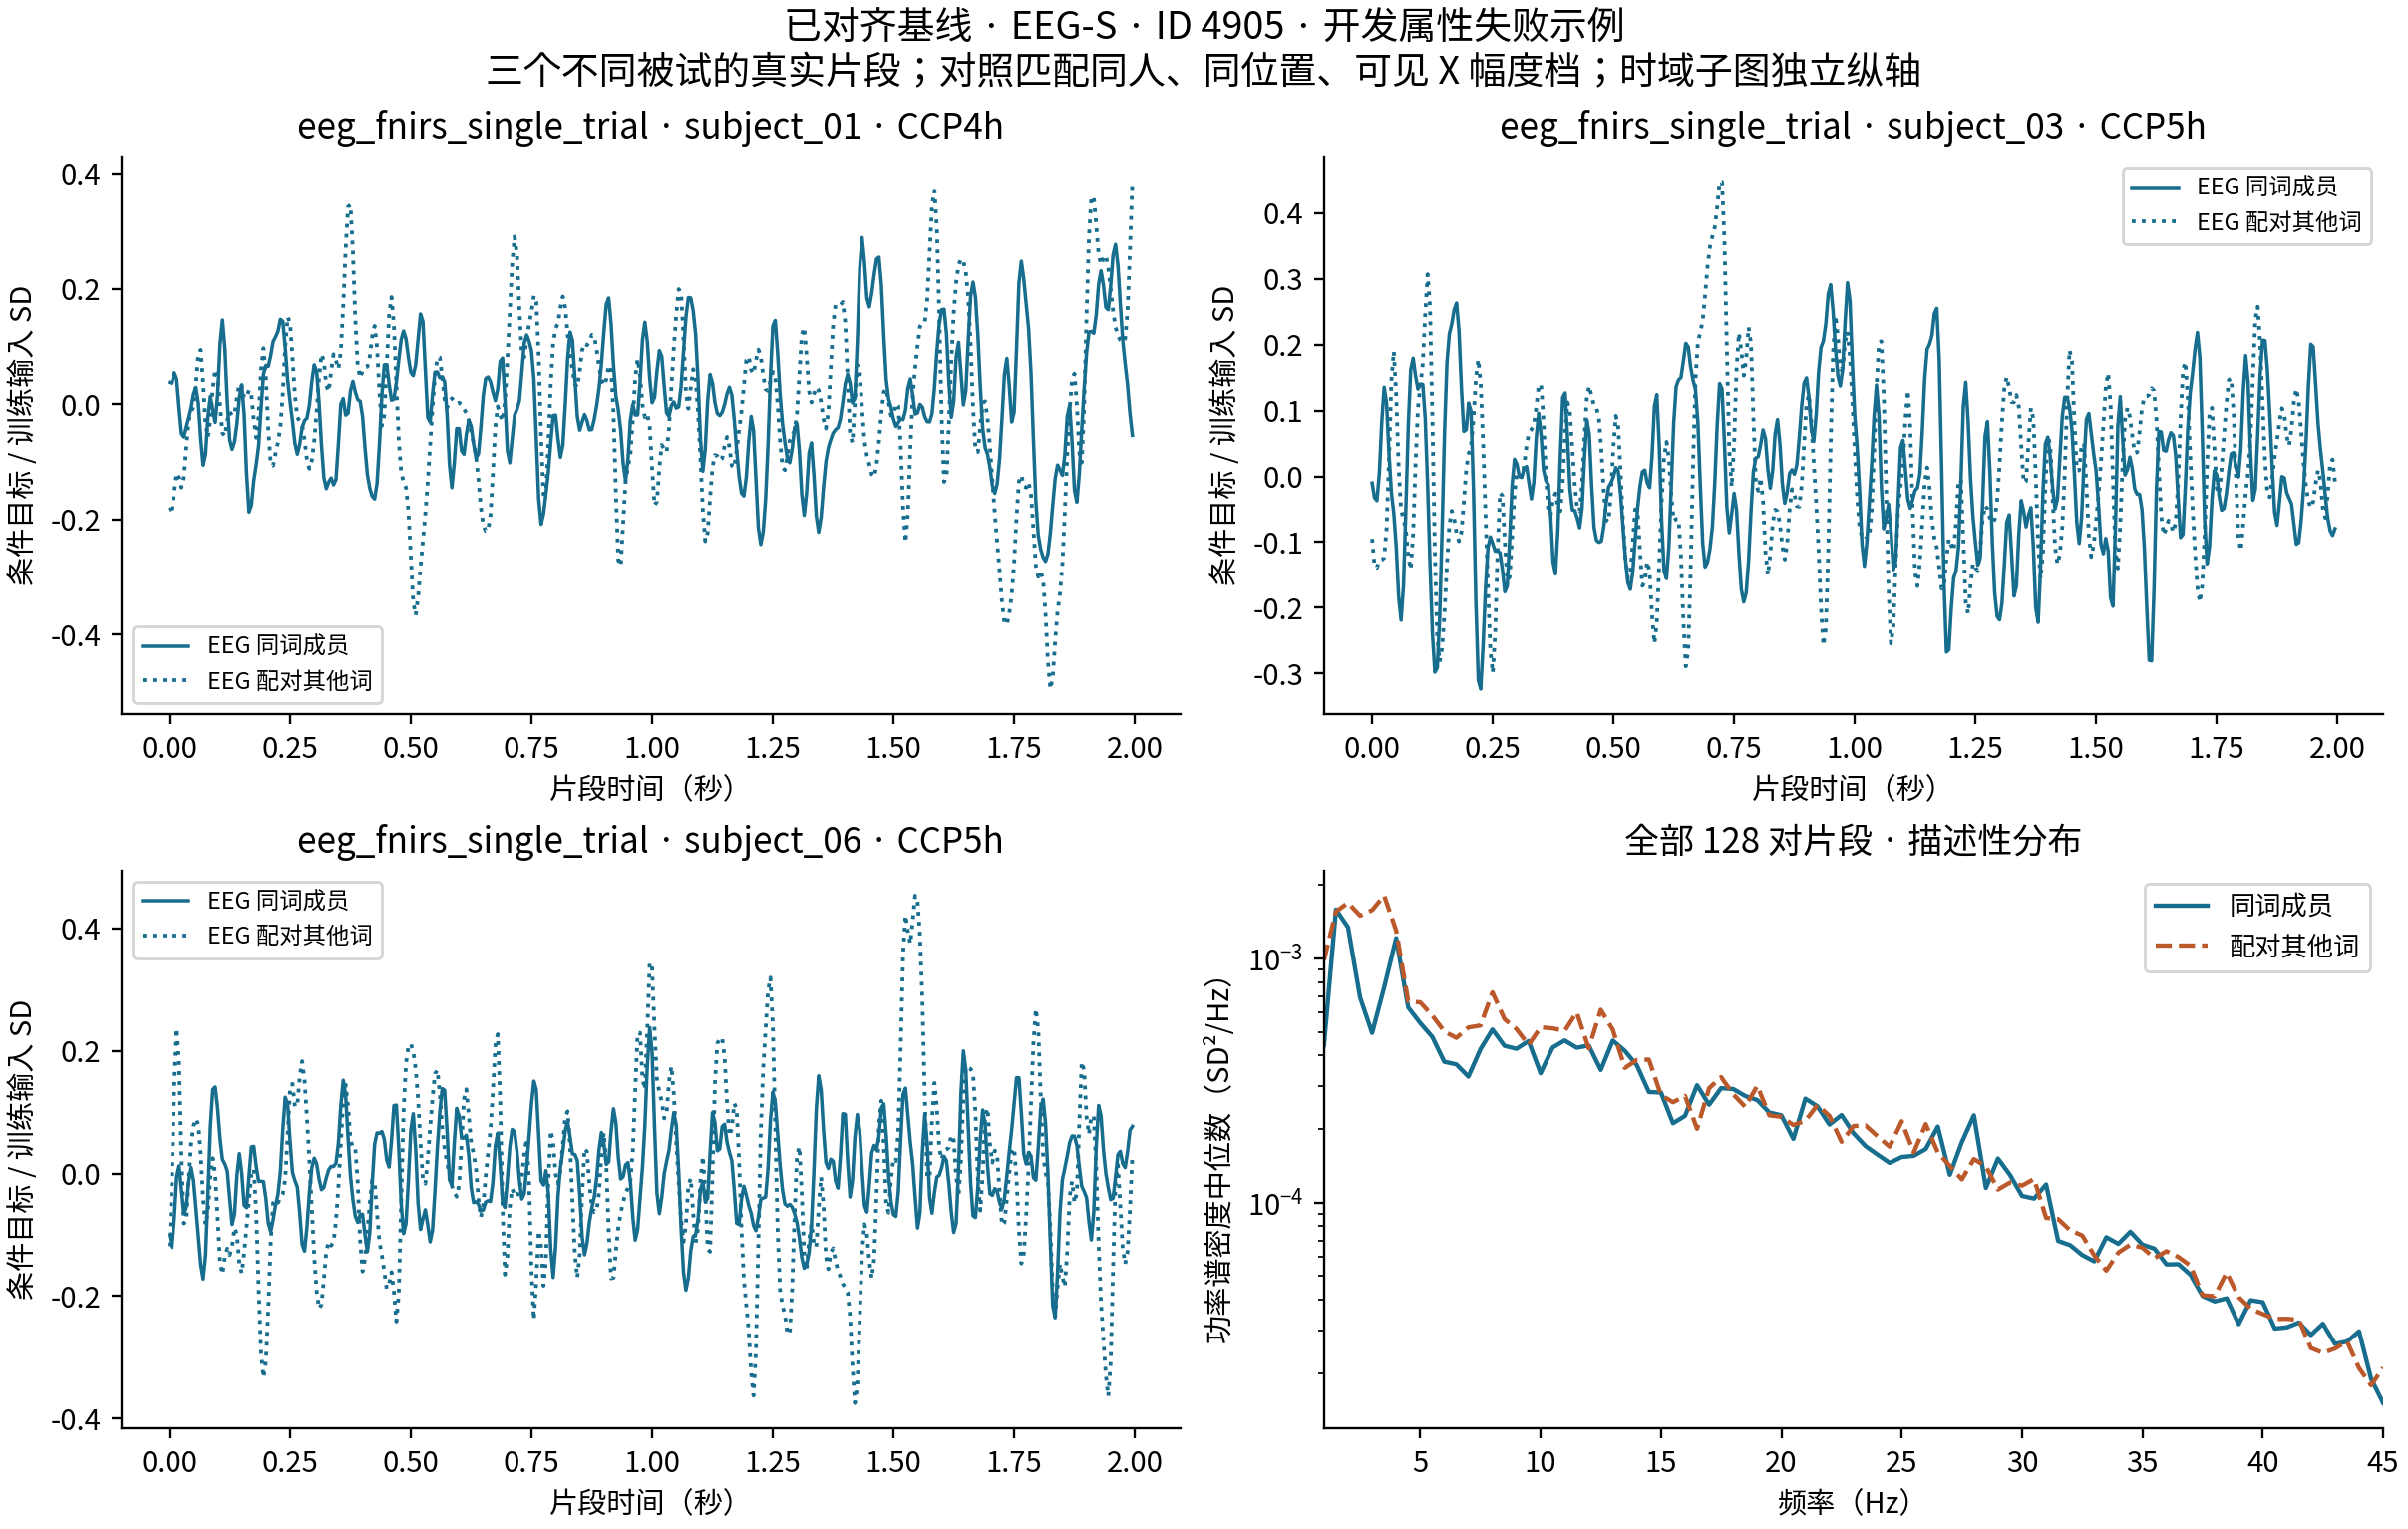 已对齐基线 · EEG-S · ID 4905 · 开发属性失败示例
三个不同被试的真实片段；对照匹配同人、同位置、可见 X 幅度档；时域子图独立纵轴
eeg_fnirs_single_trial · subject_01 · CCP4h
条件目标 / 训练输入 SD
0.4
0.2
0.0
-0.2
-0.4
EEG 同词成员
EEG 配对其他词
0.00 0.25 0.50 0.75 1.00 1.25 1.50 1.75 2.00
片段时间（秒）
eeg_fnirs_single_trial · subject_03 · CCP5h
条件目标 / 训练输入 SD
0.4
0.3
0.2
0.1
0.0
-0.1
-0.2
-0.3
EEG 同词成员
EEG 配对其他词
0.00 0.25 0.50 0.75 1.00 1.25 1.50 1.75 2.00
片段时间（秒）
eeg_fnirs_single_trial · subject_06 · CCP5h
条件目标 / 训练输入 SD
0.4
0.2
0.0
-0.2
-0.4
EEG 同词成员
EEG 配对其他词
0.00 0.25 0.50 0.75 1.00 1.25 1.50 1.75 2.00
片段时间（秒）
全部 128 对片段 · 描述性分布
功率谱密度中位数（SD²/Hz）
10⁻³
10⁻⁴
同词成员
配对其他词
5 10 15 20 25 30 35 40 45
频率（Hz）